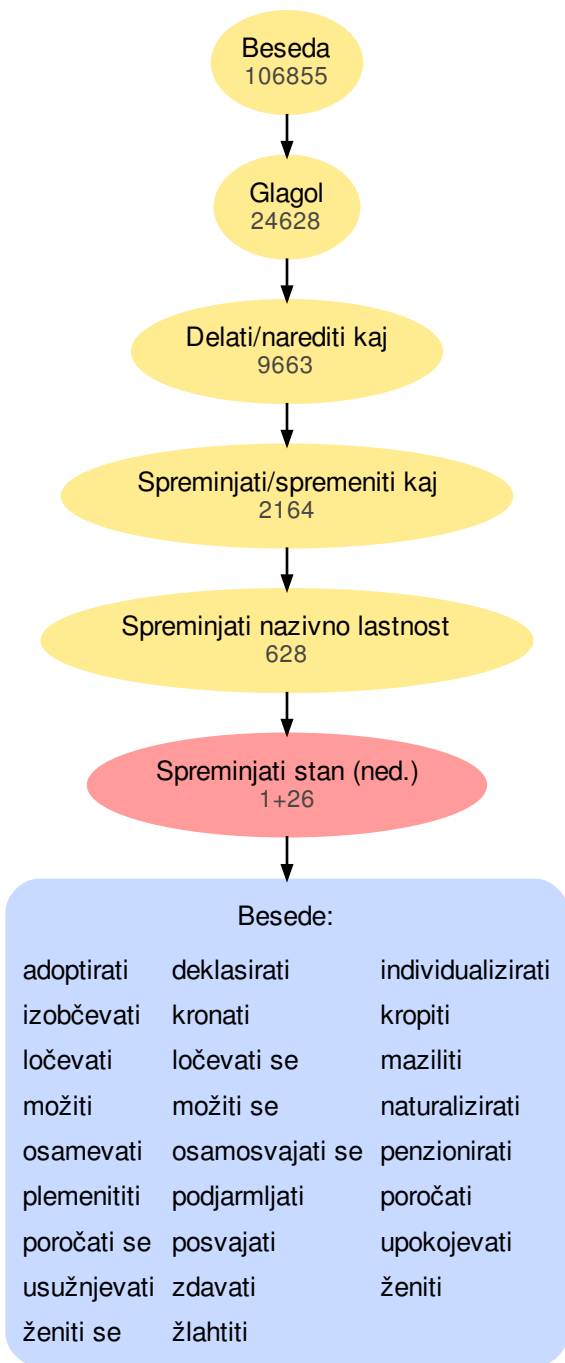 Beseda
106855
Glagol
24628
Delati/narediti kaj
9663
Spreminjati/spremeniti kaj
2164
Spreminjati nazivno lastnost
628
Spreminjati stan (ned.)
1+26
Besede:
adoptirati deklasirati individualizirati
izobčevati kronati kropiti
ločevati ločevati se maziliti
možiti možiti se naturalizirati
osamevati osamosvajati se penzionirati
plemenititi podjarmljati poročati
poročati se posvajati upokojevati
usužnjevati zdavati ženiti
ženiti se žlahtiti